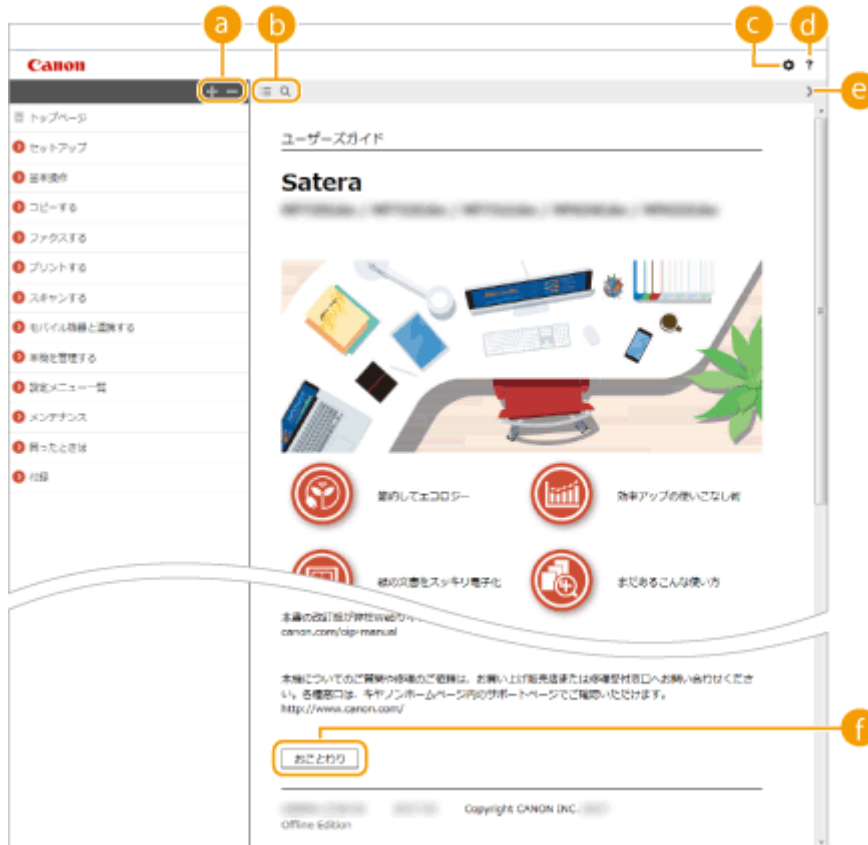 a
b
c
d
Canon
?
e
トップページ
セットアップ
基本操作
コピーする
ファクスする
プリントする
スキャンする
モバイル機器と連携する
本機を管理する
設定メニュー一覧
メンテナンス
困ったときは
付録
ユーザーズガイド
Satera
節約してエコロジー
効率アップの使いこなし術
紙の文書をスッキリ電子化
まだあるこんな使い方
本書の改訂版が弊社Web
canon.com/oip-manual
本機についてのご質問や修理のご依頼は、お買い上げ販売店または修理受付窓口へお問い合わせくださ
い。各種窓口は、キヤノンホームページ内のサポートページでご確認いただけます。
http://www.canon.com/
f
おことわり
Copyright CANON INC.
Offline Edition